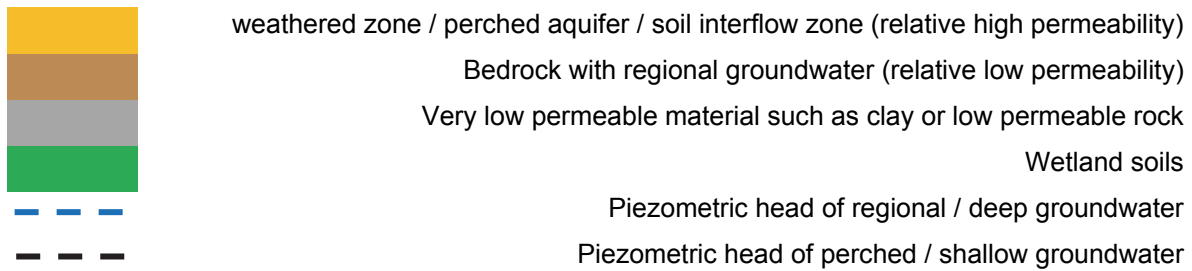 weathered zone / perched aquifer / soil interflow zone (relative high permeability)
Bedrock with regional groundwater (relative low permeability)
Very low permeable material such as clay or low permeable rock
Wetland soils
Piezometric head of regional / deep groundwater
Piezometric head of perched / shallow groundwater